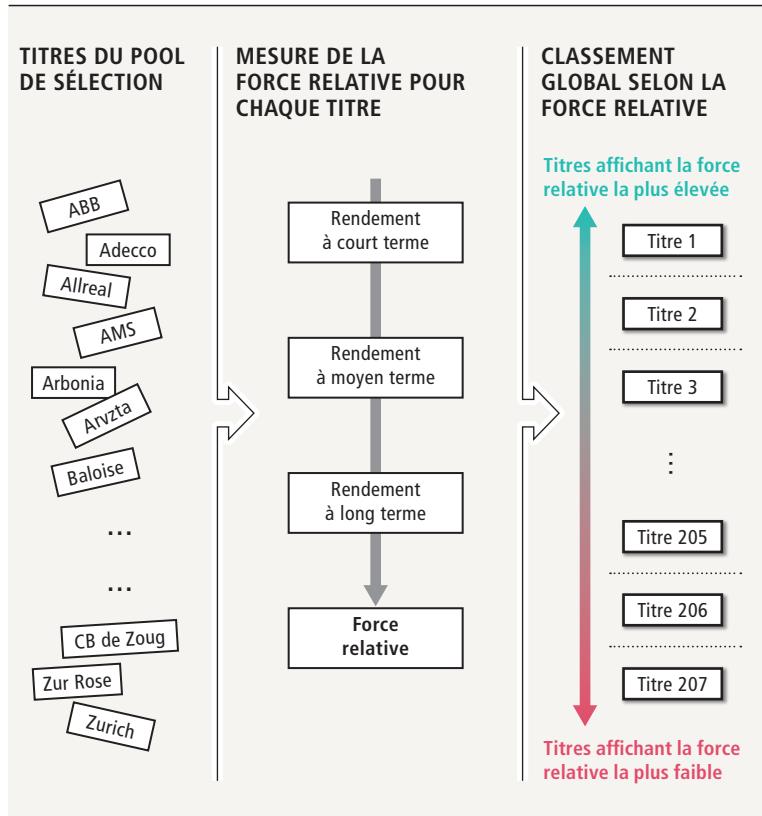 TITRES DU POOL
DE SÉLECTION
ABB
Adecco
Allreal
AMS
Arbonia
Arvzta
Baloise
...
...
CB de Zoug
Zur Rose
Zurich
MESURE DE LA
FORCE RELATIVE POUR
CHAQUE TITRE
Rendement
à court terme
Rendement
à moyen terme
Rendement
à long terme
Force
relative
CLASSEMENT
GLOBAL SELON LA
FORCE RELATIVE
Titres affichant la force
relative la plus élevée
Titre 1
Titre 2
Titre 3
...
Titre 205
Titre 206
Titre 207
Titres affichant la force
relative la plus faible